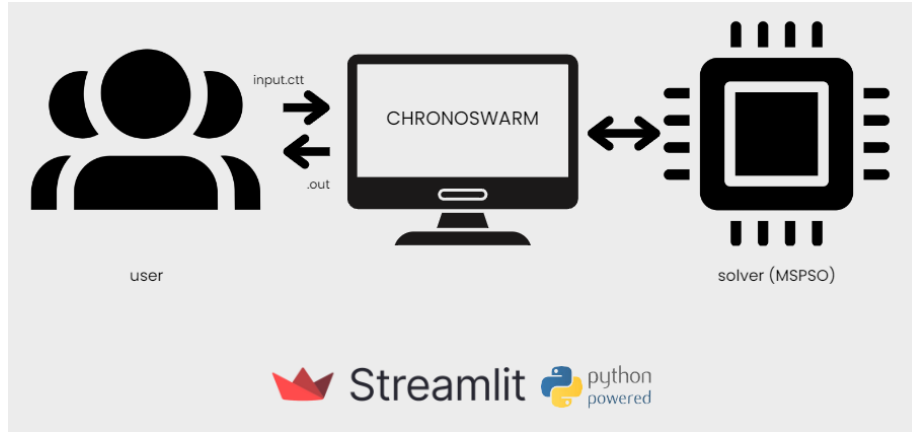 input.ctt
CHRONOSWARM
.out
user
solver (MSPSO)
Streamlit
python
powered